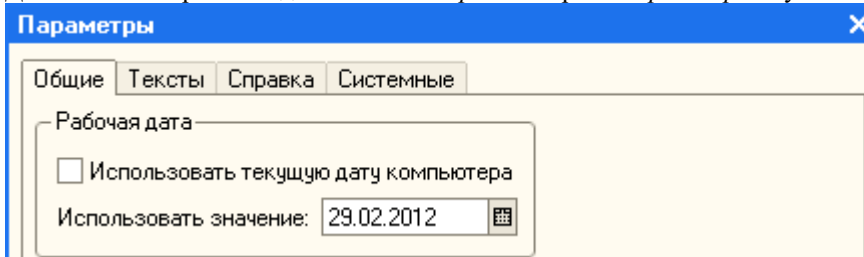 Параметры
Общие Тексты Справка Системные
Рабочая дата
Использовать текущую дату компьютера
Использовать значение: 29.02.2012